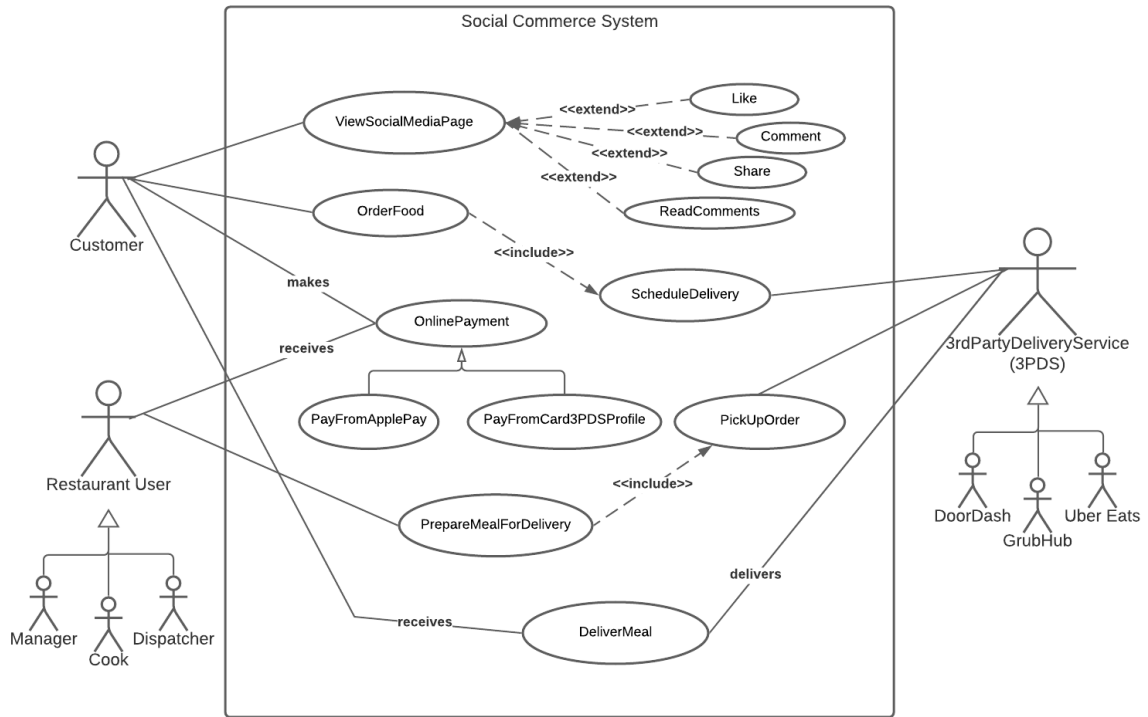 Social Commerce System
Like
<<extend>>
ViewSocialMediaPage
<<extend>>
Comment
<<extend>>
Share
<<extend>>
ReadComments
OrderFood
Customer
<<include>>
makes
ScheduleDelivery
OnlinePayment
receives
3rdPartyDeliveryService
(3PDS)
PayFromApplePay
PayFromCard3PDSProfile
PickUpOrder
Restaurant User
<<include>>
DoorDash
GrubHub
Uber Eats
PrepareMealForDelivery
delivers
Manager
Cook
Dispatcher
receives
DeliverMeal